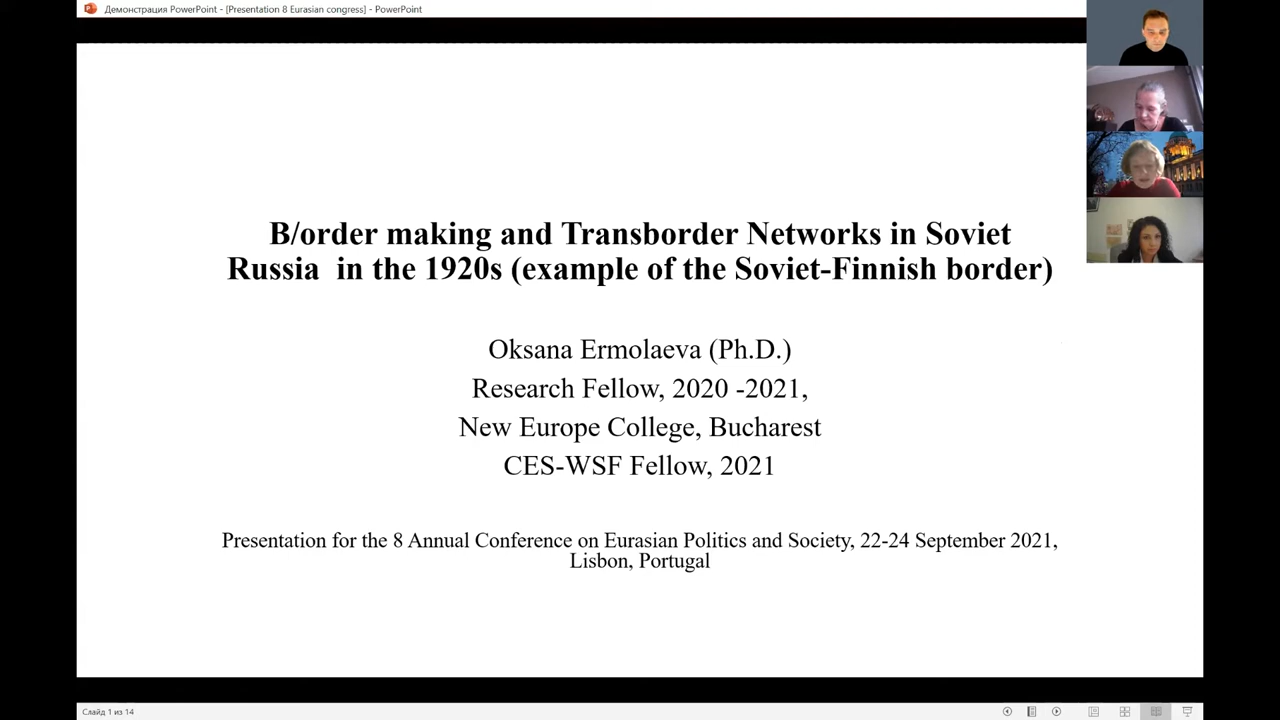 Демонстрация PowerPoint - [Presentation 8 Eurasian congress] - PowerPoint
B/order making and Transborder Networks in Soviet
Russia in the 1920s (example of the Soviet-Finnish border)
Oksana Ermolaeva (Ph.D.)
Research Fellow, 2020 -2021,
New Europe College, Bucharest
CES-WSF Fellow, 2021
Presentation for the 8 Annual Conference on Eurasian Politics and Society, 22-24 September 2021,
Lisbon, Portugal
Слайд 1 из 14